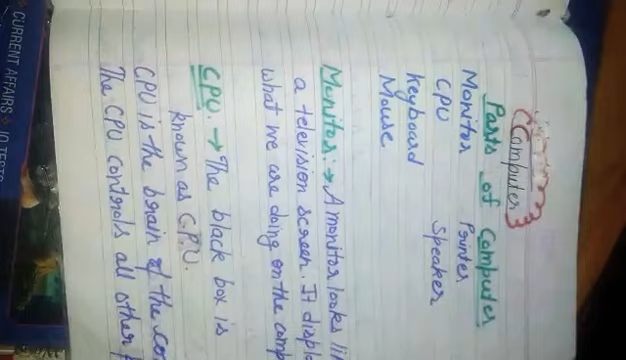 Computer
Parts of Computer
Monitor Printer
CPU Speaker
Keyboard
Mouse
Monitor → A monitor looks
a television screen. It
what we are doing on the
CPU. → The black box is
known as C.P.U.
CPU is the brain of the
The CPU controls all other
CURRENT AFFAIRS IQ TESTS